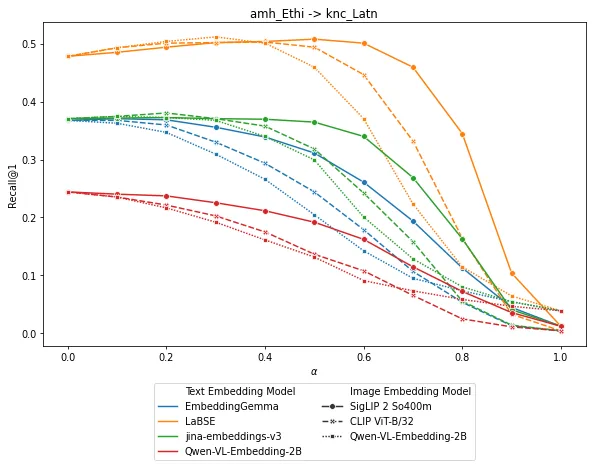 amh_Ethi -> knc_Latn
Recall@1
0.5
0.4
0.3
0.2
0.1
0.0
0.0 0.2 0.4 0.6 0.8 1.0
α
Text Embedding Model Image Embedding Model
EmbeddingGemma SigLIP 2 So400m
LaBSE CLIP ViT-B/32
jina-embeddings-v3 Qwen-VL-Embedding-2B
Qwen-VL-Embedding-2B